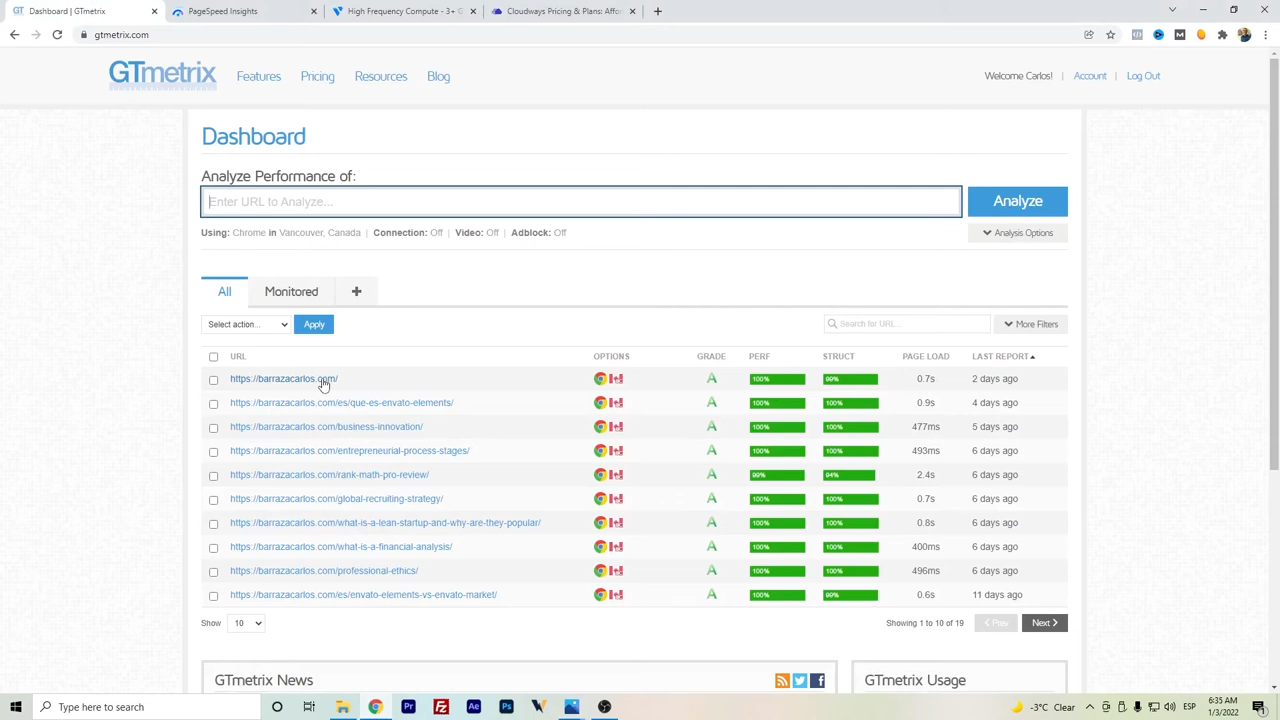 Dashboard | GTmetrix
PageSpeed Insights
High Frequency Compute - 3+ G
Cloudways Pricing & Plans: Affor
gtmetrix.com
GTmetrix
Features
Pricing
Resources
Blog
Welcome Carlos! | Account | Log Out
Dashboard
Analyze Performance of:
Enter URL to Analyze...
Analyze
Using: Chrome in Vancouver, Canada | Connection: Off Video: Off Adblock: Off
Analysis Options
All
Monitored
Select action...
Apply
Search for URL...
More Filters
URL OPTIONS GRADE PERF STRUCT PAGE LOAD LAST REPORT
https://barrazacarlos.com/ A 100% 99% 0.7s 2 days ago
https://barrazacarlos.com/es/que-es-envato-elements/ A 100% 100% 0.9s 4 days ago
https://barrazacarlos.com/business-innovation/ A 100% 100% 477ms 5 days ago
https://barrazacarlos.com/entrepreneurial-process-stages/ A 100% 100% 493ms 6 days ago
https://barrazacarlos.com/rank-math-pro-review/ A 99% 94% 2.4s 6 days ago
https://barrazacarlos.com/global-recruiting-strategy/ A 100% 100% 0.7s 6 days ago
https://barrazacarlos.com/what-is-a-lean-startup-and-why-are-they-popular/ A 100% 100% 0.8s 6 days ago
https://barrazacarlos.com/what-is-a-financial-analysis/ A 100% 100% 400ms 6 days ago
https://barrazacarlos.com/professional-ethics/ A 100% 100% 496ms 6 days ago
https://barrazacarlos.com/es/envato-elements-vs-envato-market/ A 100% 99% 0.6s 11 days ago
Show 10
Showing 1 to 10 of 19
Prev
Next
GTmetrix News
GTmetrix Usage
Type here to search
-3°C Clear
ESP
6:35 AM
1/3/2022